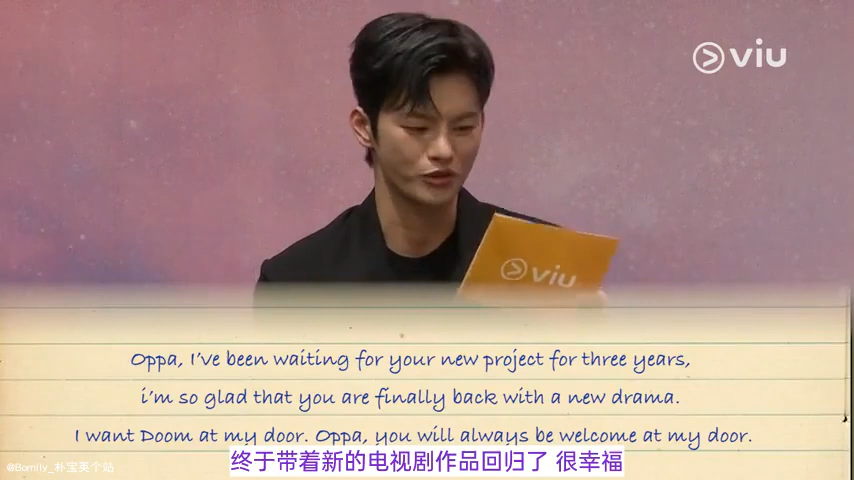 viu
viu
Oppa, I've been waiting for your new project for three years,
i'm so glad that you are finally back with a new drama.
I want Doom at my door. Oppa, you will always be welcome at my door.
终于带着新的电视剧作品回归了 很幸福
@Bomily_朴宝英个站